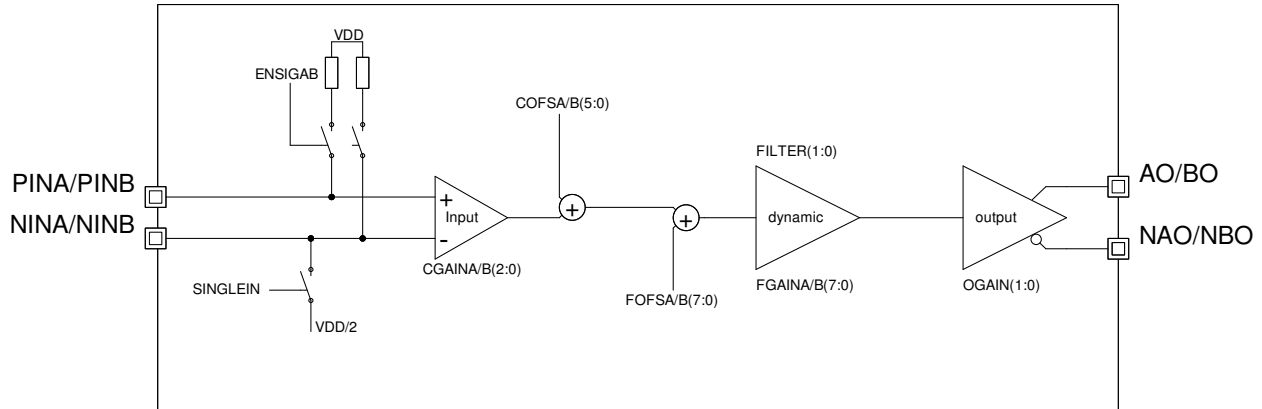 VDD
ENSIGAB
COFSA/B(5:0)
FILTER(1:0)
PINA/PINB
AO/BO
+
Input
+
+
dynamic
output
NINA/NINB
-
NAO/NBO
CGAINA/B(2:0)
SINGLEIN
FOFSA/B(7:0)
FGAINA/B(7:0)
OGAIN(1:0)
VDD/2